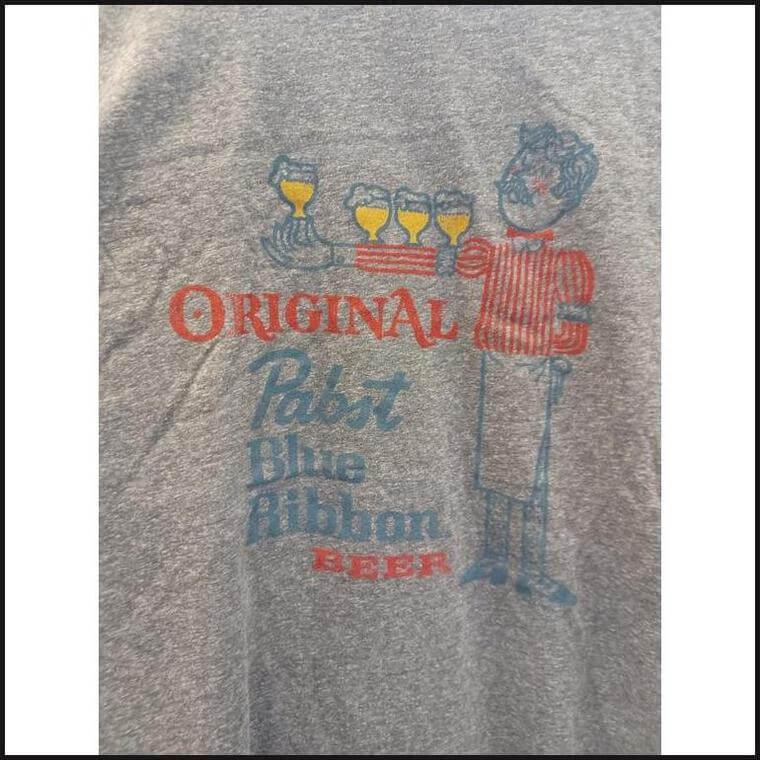 ORIGINAL
Pabst
Blue
Ribbon
BEER